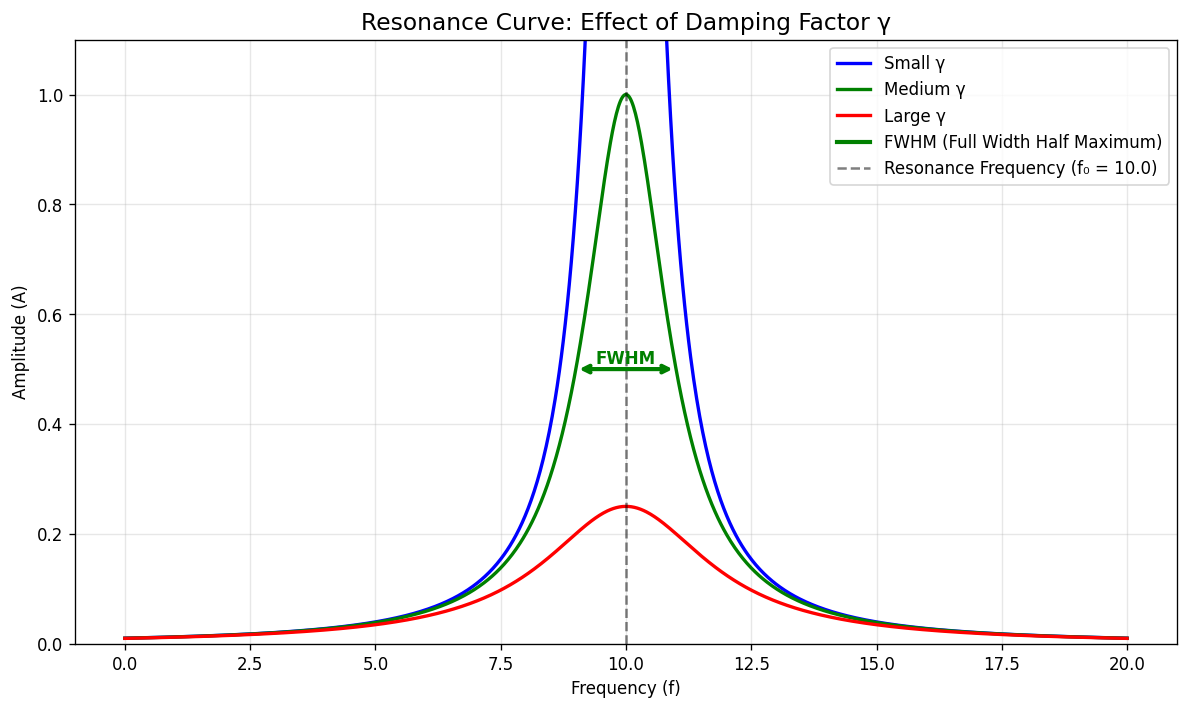 Resonance Curve: Effect of Damping Factor γ
Small γ
Medium γ
Large γ
FWHM (Full Width Half Maximum)
Resonance Frequency (f₀ = 10.0)
1.0
0.8
0.6
0.4
0.2
0.0
Amplitude (A)
FWHM
0.0 2.5 5.0 7.5 10.0 12.5 15.0 17.5 20.0
Frequency (f)